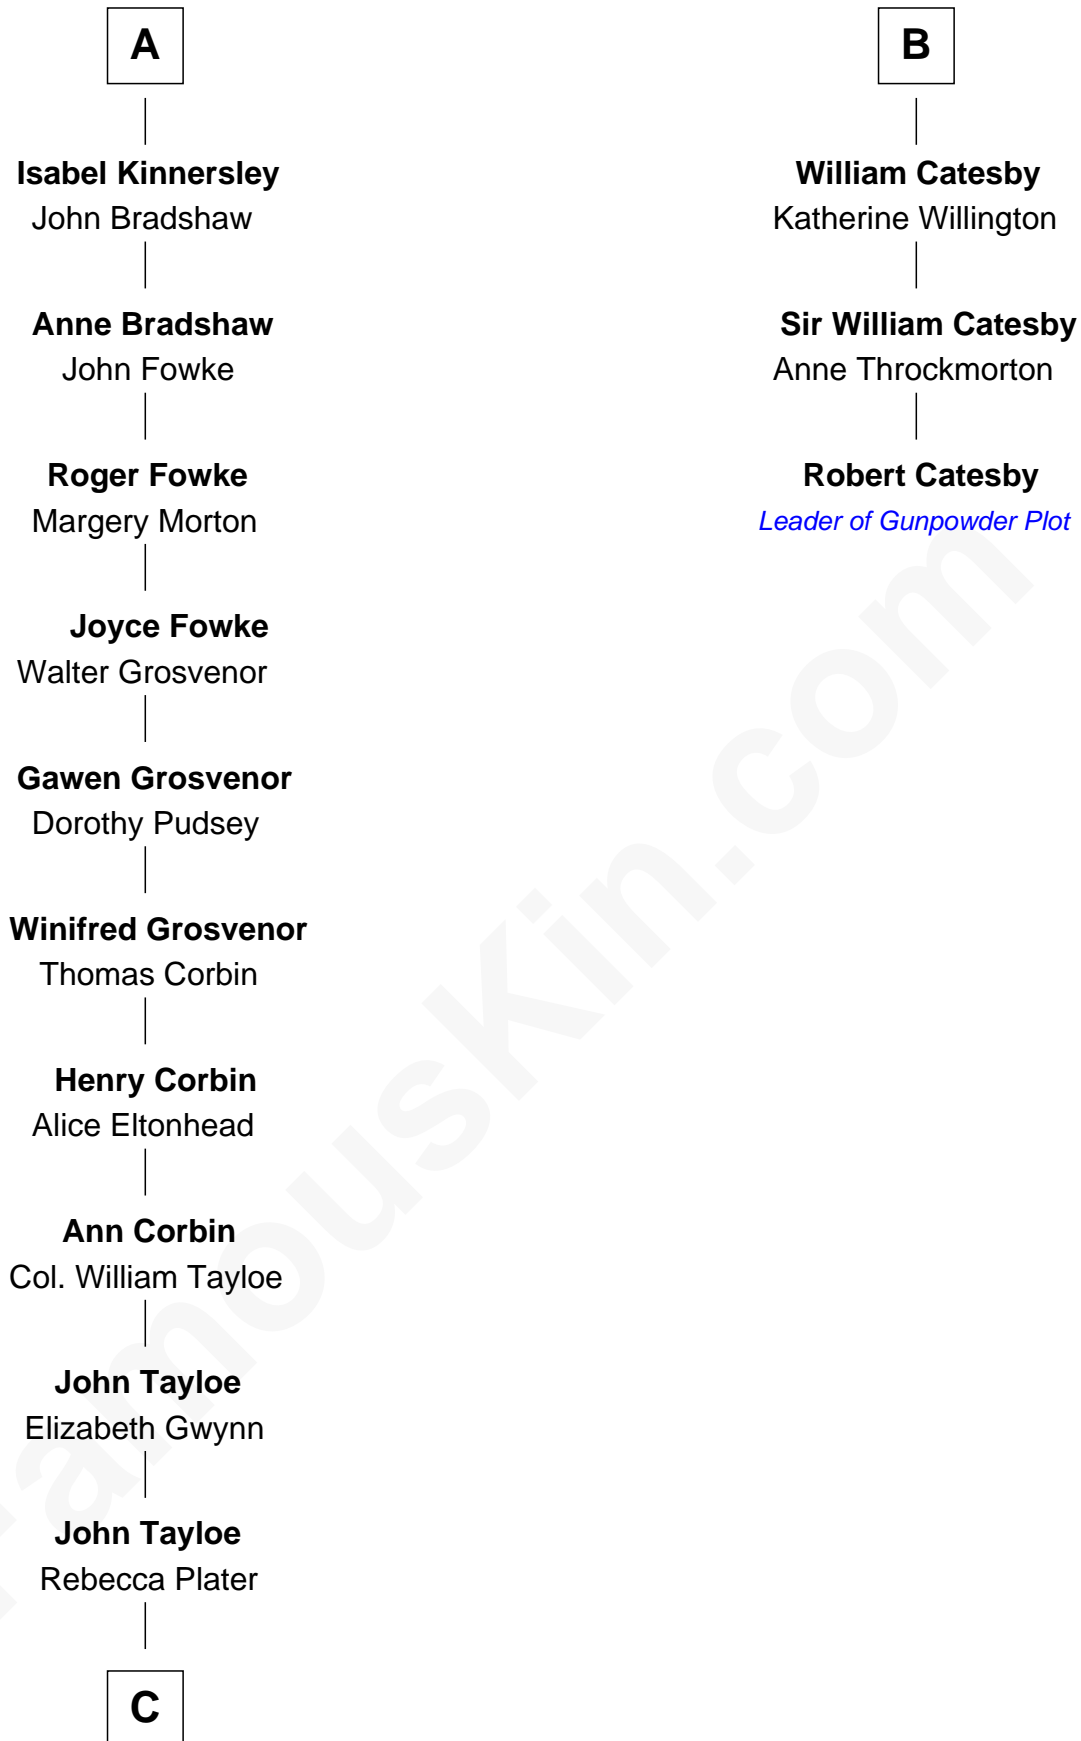 A
Isabel Kinnersley
John Bradshaw
Anne Bradshaw
John Fowke
Roger Fowke
Margery Morton
Joyce Fowke
Walter Grosvenor
Gawen Grosvenor
Dorothy Pudsey
Winifred Grosvenor
Thomas Corbin
Henry Corbin
Alice Eltonhead
Ann Corbin
Col. William Tayloe
John Tayloe
Elizabeth Gwynn
John Tayloe
Rebecca Plater
C
B
William Catesby
Katherine Willington
Sir William Catesby
Anne Throckmorton
Robert Catesby
Leader of Gunpowder Plot
FamousKin.com